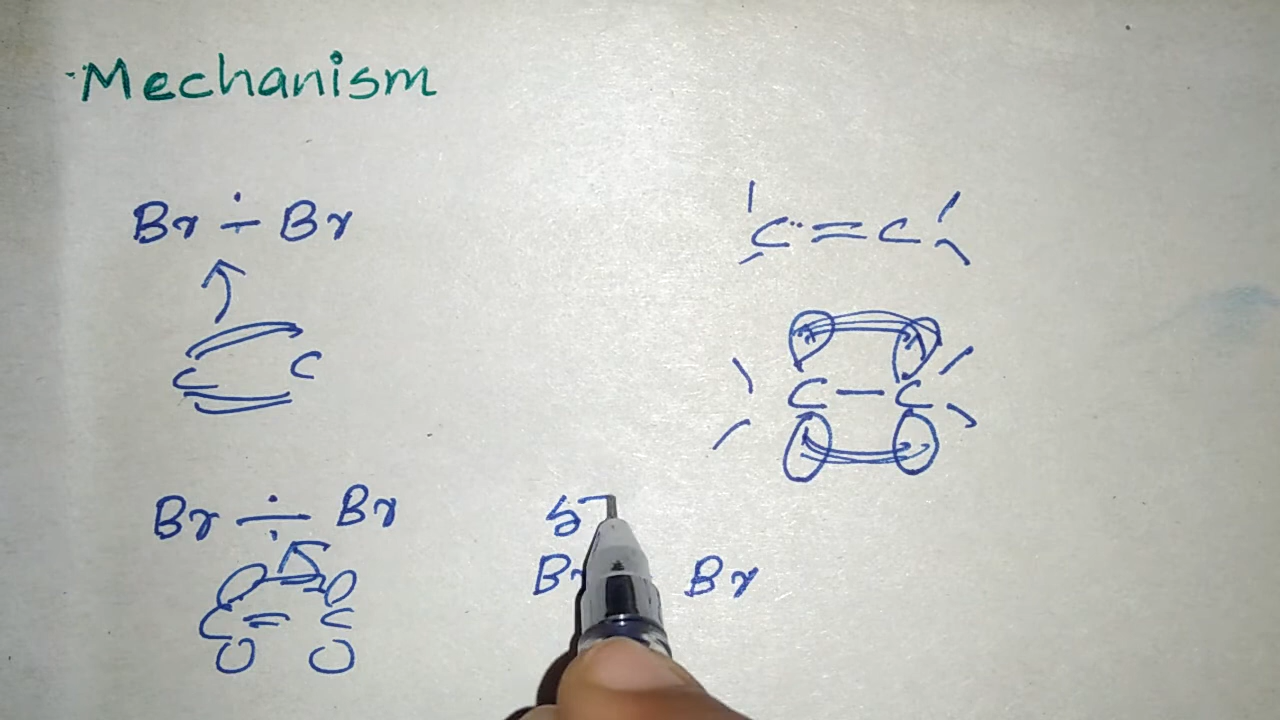 Mechanism
Br ÷ Br
C = C
C C
C — C
Br ÷ Br
C = C
δ-
Br Br